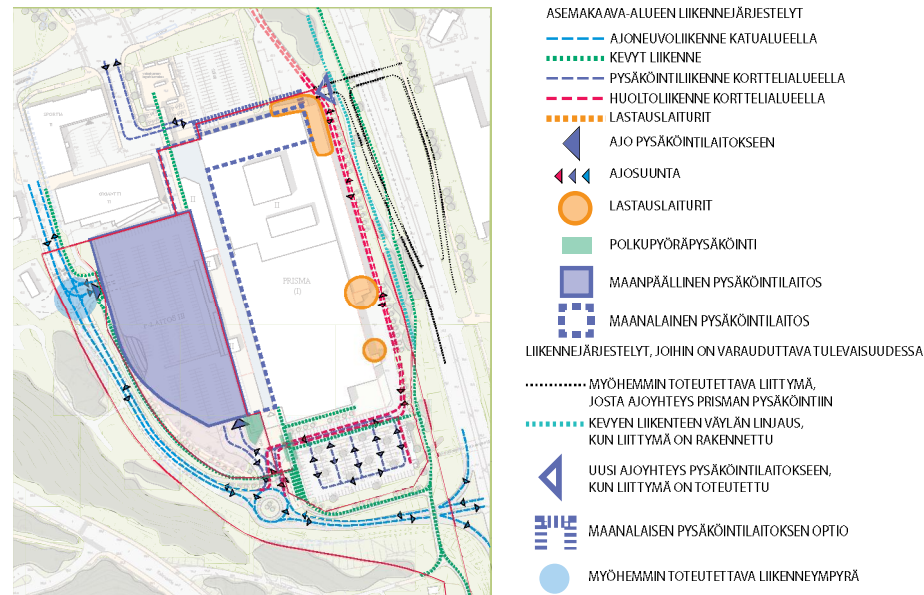 ASEMAKAAVA-ALUEEN LIIKENNEJÄRJESTELYT
AJONEUVOLIIKENNE KATUALUEELLA
KEVYT LIIKENNE
PYSÄKÖINTILIIKENNE KORTTELIALUEELLA
HUOLTOLIIKENNE KORTTELIALUEELLA
LASTAUSLAITURIT
AJO PYSÄKÖINTILAITOKSEEN
AJOSUUNTA
LASTAUSLAITURIT
POLKUPYÖRÄPYSÄKÖINTI
MAANPÄÄLLINEN PYSÄKÖINTILAITOS
MAANALAINEN PYSÄKÖINTILAITOS
LIIKENNEJÄRJESTELYT, JOIHIN ON VARAUDUTTAVA TULEVAISUUDESSA
MYÖHEMMIN TOTEUTETTAVA LIITTYMÄ,
JOSTA AJOYHTEYS PRISMAN PYSÄKÖINTIIN
KEVYEN LIIKENTEEN VÄYLÄN LINJAUS,
KUN LIITTYMÄ ON RAKENNETTU
UUSI AJOYHTEYS PYSÄKÖINTILAITOKSEEN,
KUN LIITTYMÄ ON TOTEUTETTU
MAANALAISEN PYSÄKÖINTILAITOKSEN OPTIO
MYÖHEMMIN TOTEUTETTAVA LIIKENNEYMPYRÄ
II
II
PRISMA
(I)